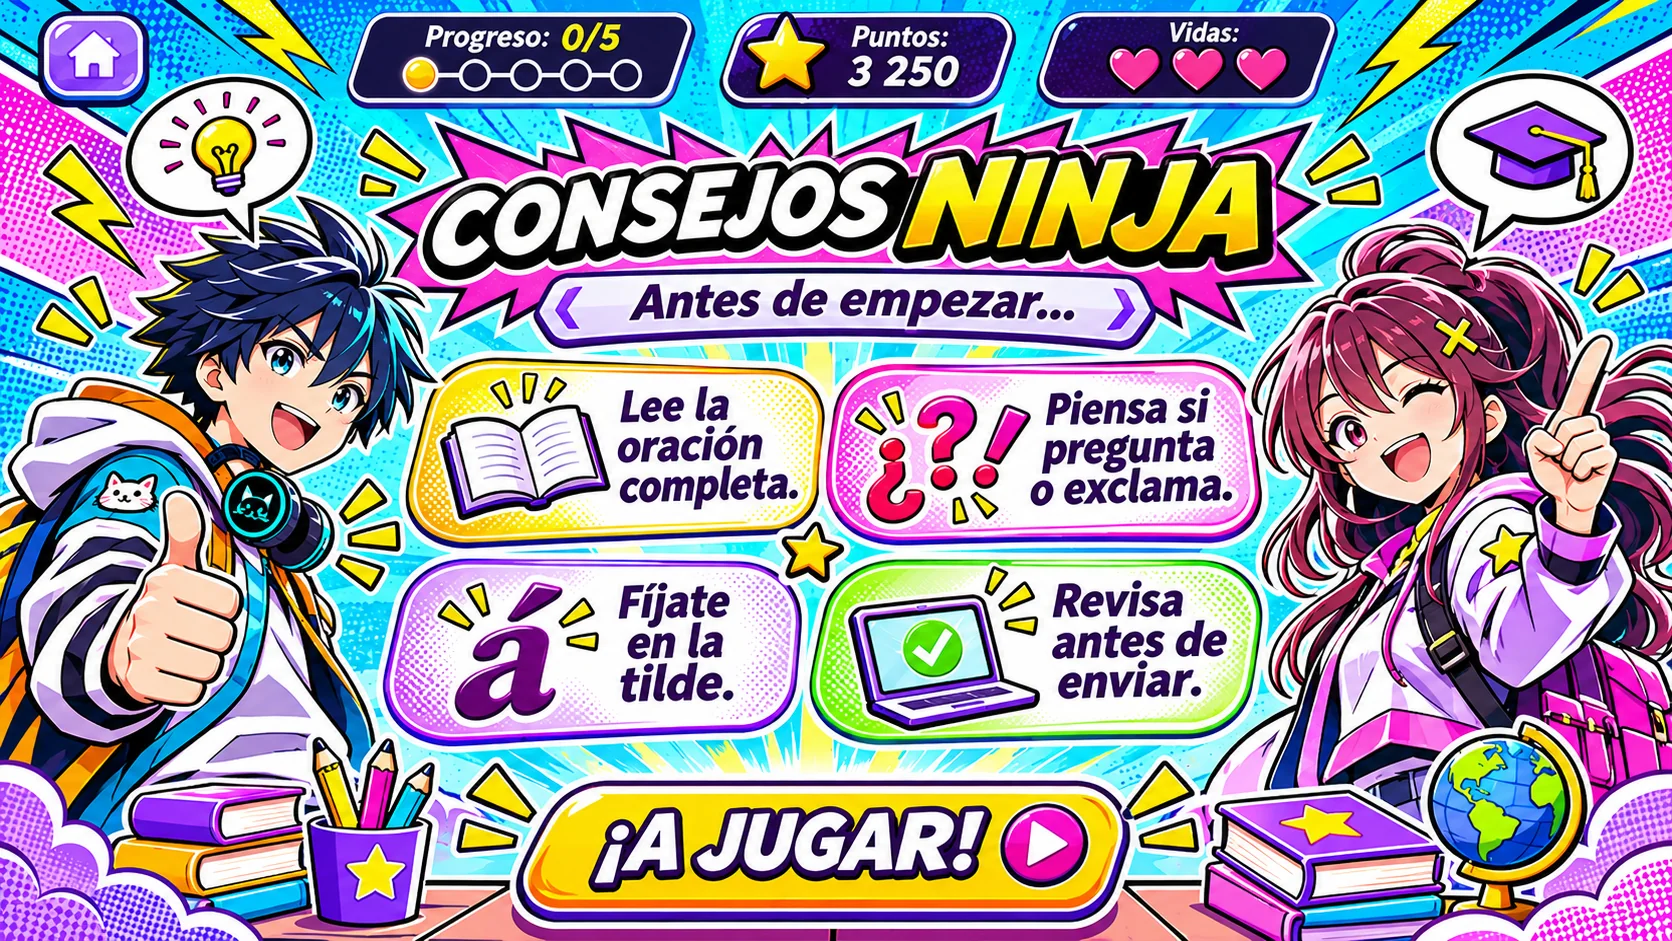 Progreso: 0/5
Puntos:
3 250
Vidas:
CONSEJOS NINJA
Antes de empezar...
Lee la
oración
completa.
¿?!
Piensa si
pregunta
o exclama.
á
Fíjate
en la
tilde.
Revisa
antes de
enviar.
¡A JUGAR!